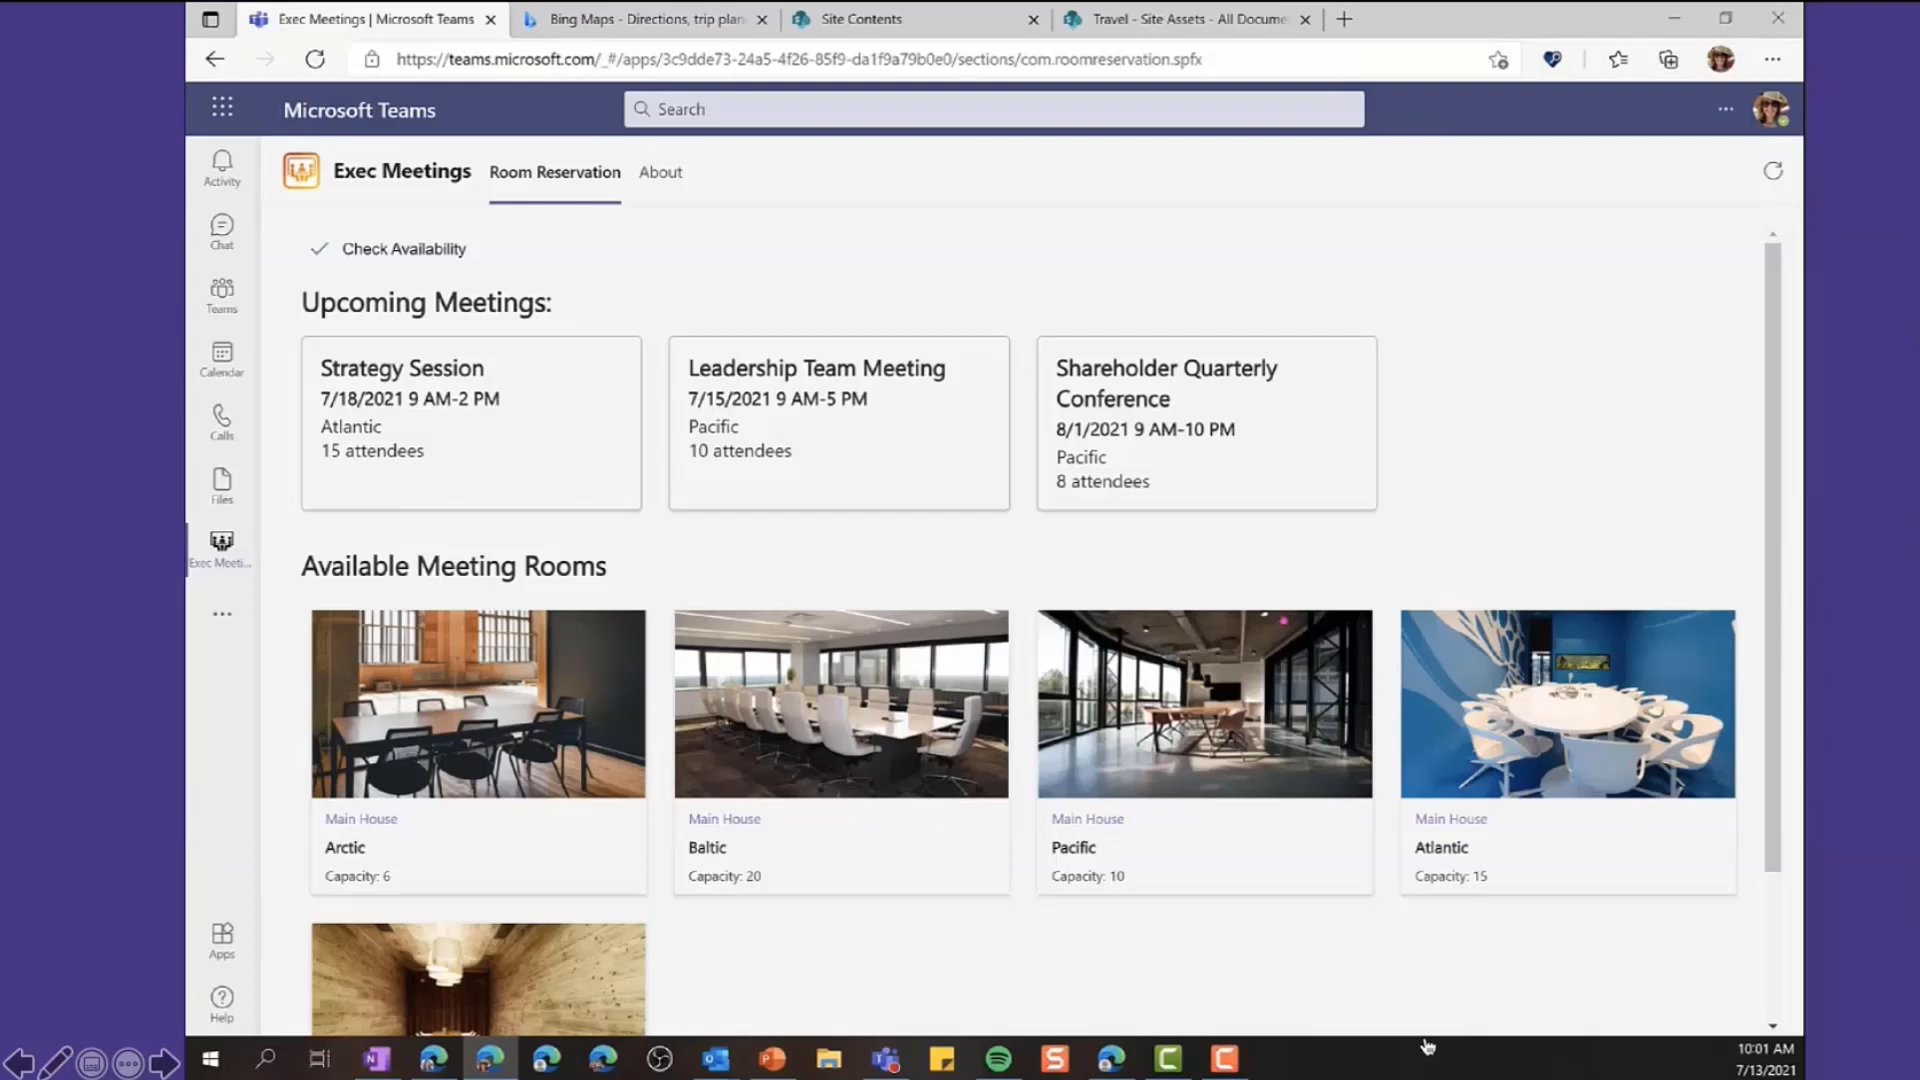 Exec Meetings | Microsoft Teams
Bing Maps - Directions, trip plan
Site Contents
Travel - Site Assets - All Docume
https://teams.microsoft.com/_#/apps/3c9dde73-24a5-4f26-85f9-da1f9a79b0e0/sections/com.roomreservation.spfx
Microsoft Teams
Search
Activity
Chat
Teams
Calendar
Calls
Files
Exec Meeti...
Apps
Help
Exec Meetings
Room Reservation
About
Check Availability
Upcoming Meetings:
Strategy Session
7/18/2021 9 AM-2 PM
Atlantic
15 attendees
Leadership Team Meeting
7/15/2021 9 AM-5 PM
Pacific
10 attendees
Shareholder Quarterly
Conference
8/1/2021 9 AM-10 PM
Pacific
8 attendees
Available Meeting Rooms
Main House
Arctic
Capacity: 6
Main House
Baltic
Capacity: 20
Main House
Pacific
Capacity: 10
Main House
Atlantic
Capacity: 15
10:01 AM
7/13/2021